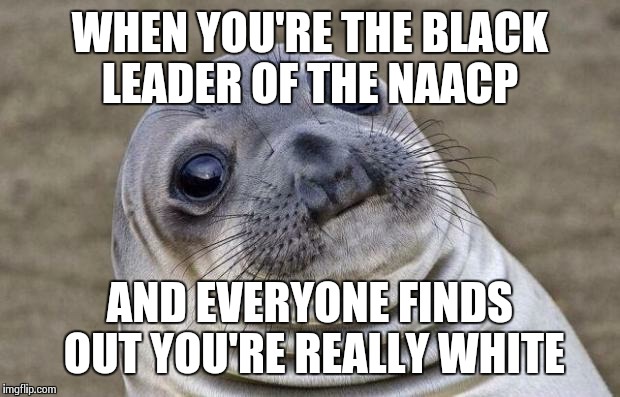 WHEN YOU'RE THE BLACK
LEADER OF THE NAACP
AND EVERYONE FINDS
OUT YOU'RE REALLY WHITE
imgflip.com